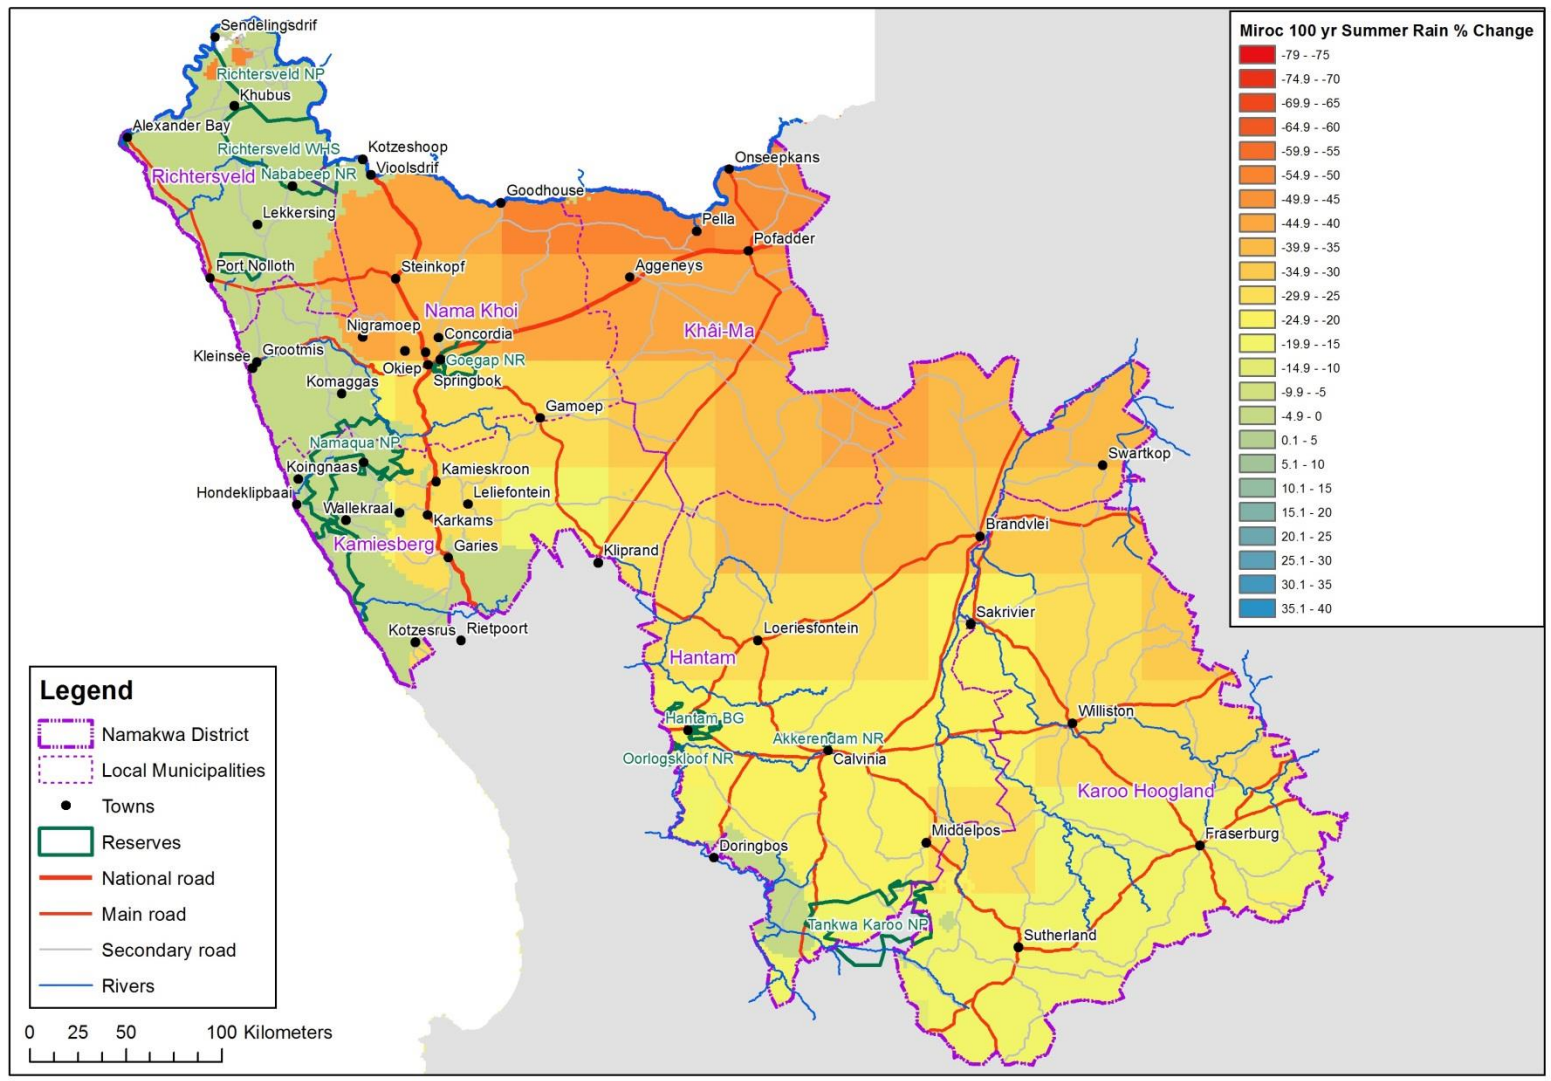 Miroc 100 yr Summer Rain % Change
-79 - -75
-74.9 - -70
-69.9 - -65
-64.9 - -60
-59.9 - -55
-54.9 - -50
-49.9 - -45
-44.9 - -40
-39.9 - -35
-34.9 - -30
-29.9 - -25
-24.9 - -20
-19.9 - -15
-14.9 - -10
-9.9 - -5
-4.9 - 0
0.1 - 5
5.1 - 10
10.1 - 15
15.1 - 20
20.1 - 25
25.1 - 30
30.1 - 35
35.1 - 40
Sendelingsdrif
Richtersveld NP
Khubus
Alexander Bay
Richtersveld WHS
Kotzeshoop
Vioolsdrif
Richtersveld
Nababeep NR
Onseepkans
Goodhouse
Lekkersing
Pella
Pofadder
Port Nolloth
Steinkopf
Aggeneys
Nama Khoi
Khâi-Ma
Nigramoep
Concordia
Kleinsee
Grootmis
Okiep
Goegap NR
Komaggas
Springbok
Gamoep
Namaqua NP
Koingnaas
Kamieskroon
Swartkop
Hondeklipbaai
Leliefontein
Wallekraal
Karkams
Brandvlei
Kamiesberg
Garies
Kliprand
Sakrivier
Kotzesrus
Rietpoort
Loeriesfontein
Hantam
Hantam BG
Williston
Akkerendam NR
Oorlogskloof NR
Calvinia
Karoo Hoogland
Middelpos
Fraserburg
Doringbos
Tankwa Karoo NP
Sutherland
Legend
Namakwa District
Local Municipalities
Towns
Reserves
National road
Main road
Secondary road
Rivers
0 25 50 100 Kilometers